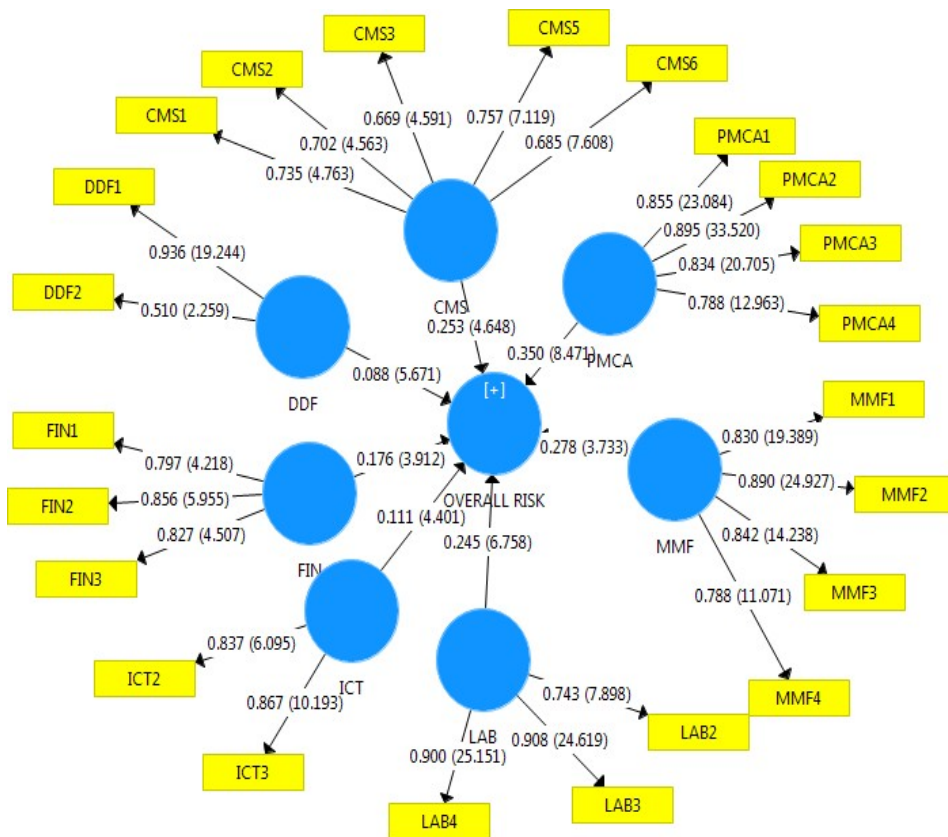 CMS3
CMS5
CMS2
CMS6
CMS1
0.669 (4.591)
0.757 (7.119)
0.702 (4.563)
0.685 (7.608)
0.735 (4.763)
PMCA1
DDF1
PMCA2
0.855 (23.084)
0.895 (33.520)
PMCA3
0.936 (19.244)
0.834 (20.705)
DDF2
0.510 (2.259)
0.788 (12.963)
CMS
PMCA4
0.253 (4.648)
0.350 (8.471)
PMCA
0.088 (5.671)
[+]
DDF
MMF1
FIN1
0.830 (19.389)
0.278 (3.733)
0.176 (3.912)
0.797 (4.218)
0.890 (24.927)
MMF2
FIN2
0.856 (5.955)
OVERALL RISK
0.111 (4.401)
0.827 (4.507)
0.842 (14.238)
0.245 (6.758)
MMF
FIN3
FIN
MMF3
0.788 (11.071)
0.837 (6.095)
ICT2
ICT
0.743 (7.898)
MMF4
0.867 (10.193)
LAB
LAB2
0.908 (24.619)
0.900 (25.151)
ICT3
LAB3
LAB4